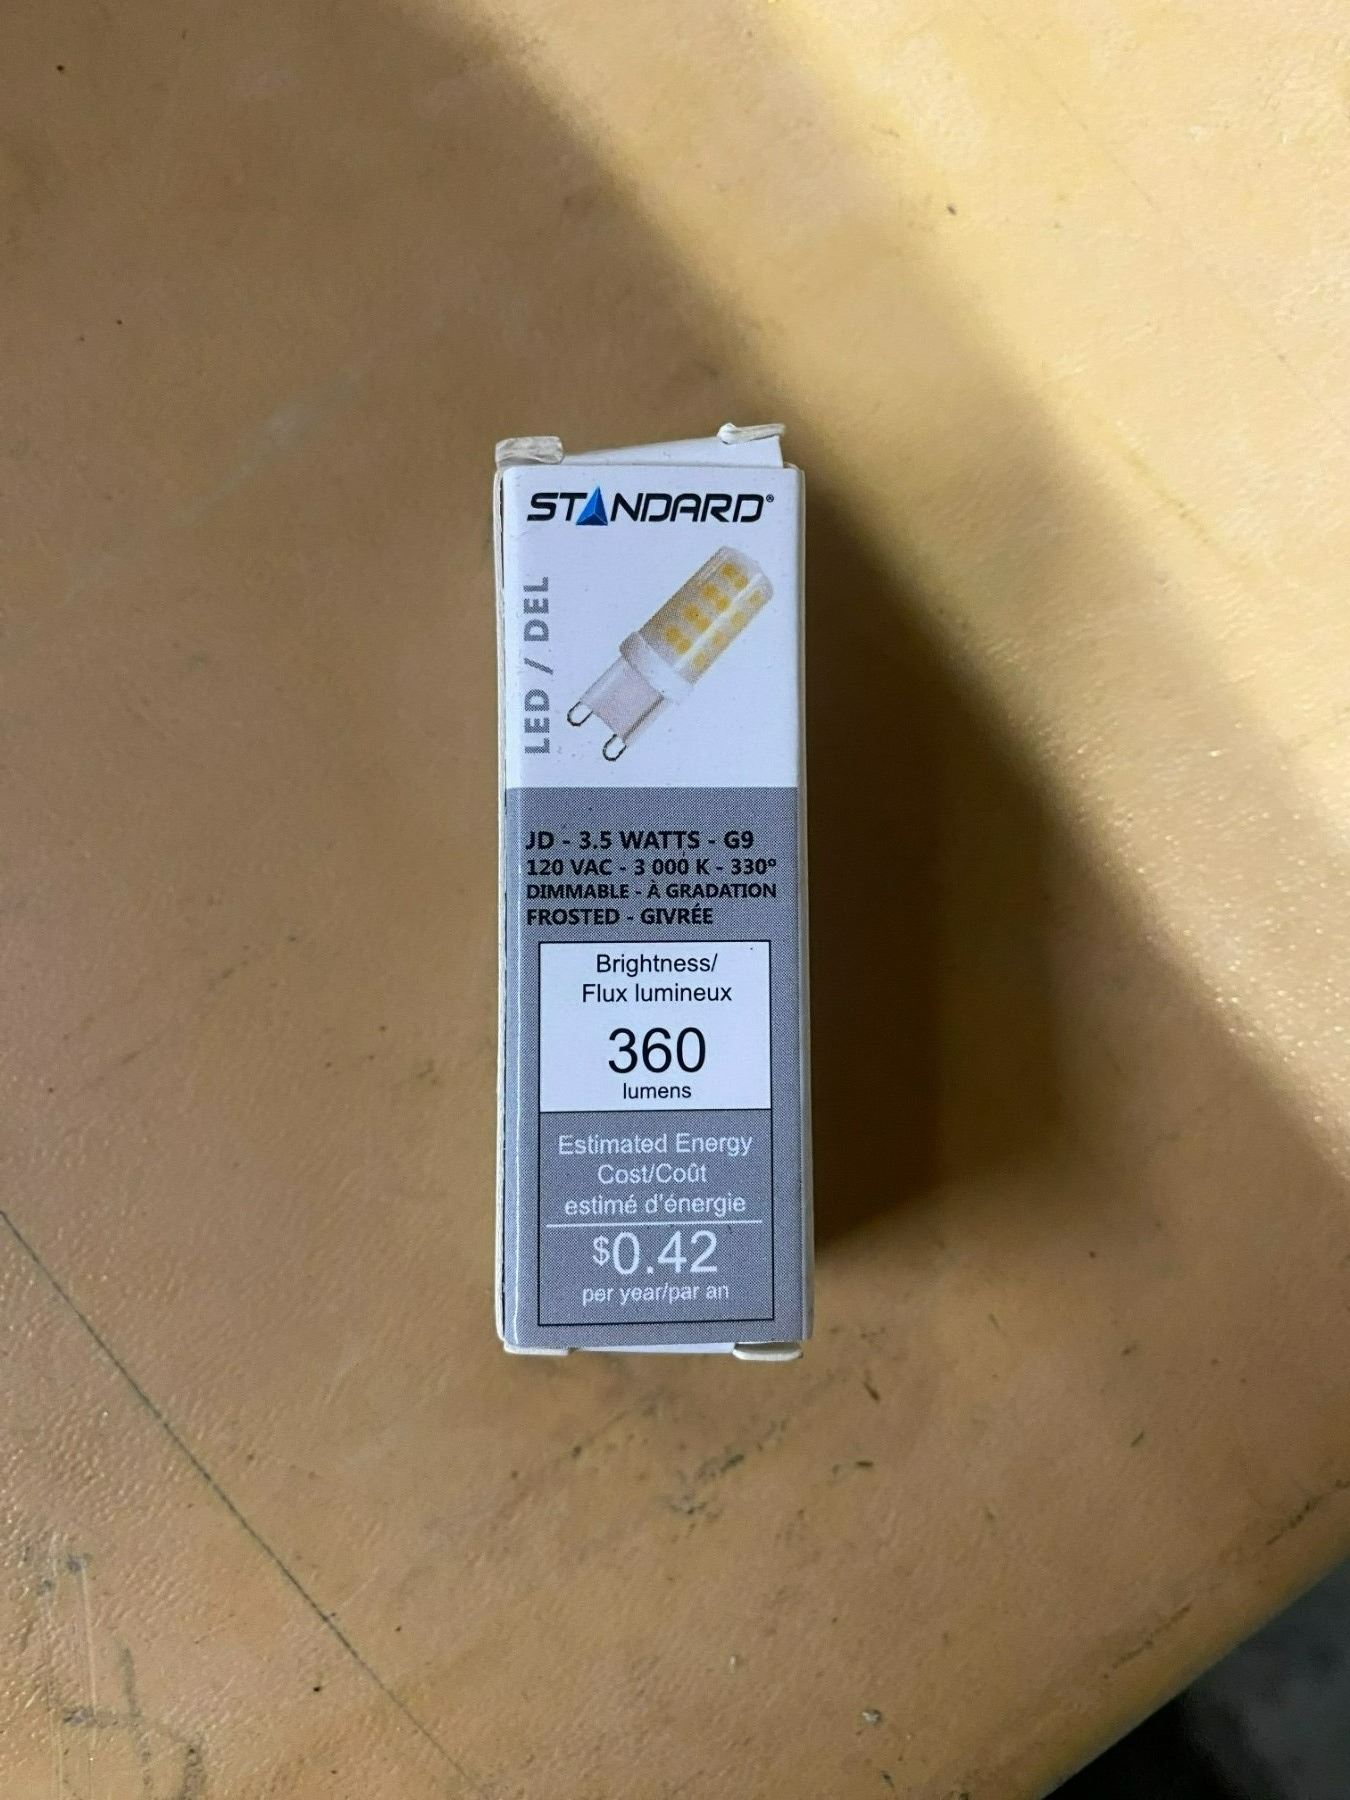 STANDARD®
LED / DEL
JD - 3.5 WATTS - G9
120 VAC - 3 000 K - 330°
DIMMABLE - À GRADATION
FROSTED - GIVRÉE
Brightness/
Flux lumineux
360
lumens
Estimated Energy
Cost/Coût
estimé d'énergie
$0.42
per year/par an